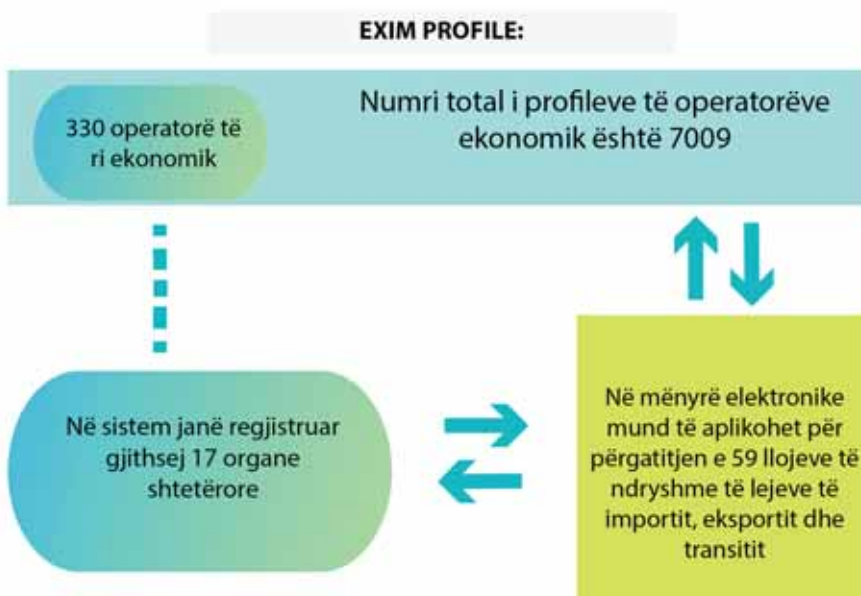 EXIM PROFILE:
330 operatorë të
ri ekonomik
Numri total i profileve të operatorëve
ekonomik është 7009
Në sistem janë regjistruar
gjithsej 17 organe
shtetërore
Në mënyrë elektronike
mund të aplikohet për
përgatitjen e 59 llojeve të
ndryshme të lejeve të
importit, eksportit dhe
transitit